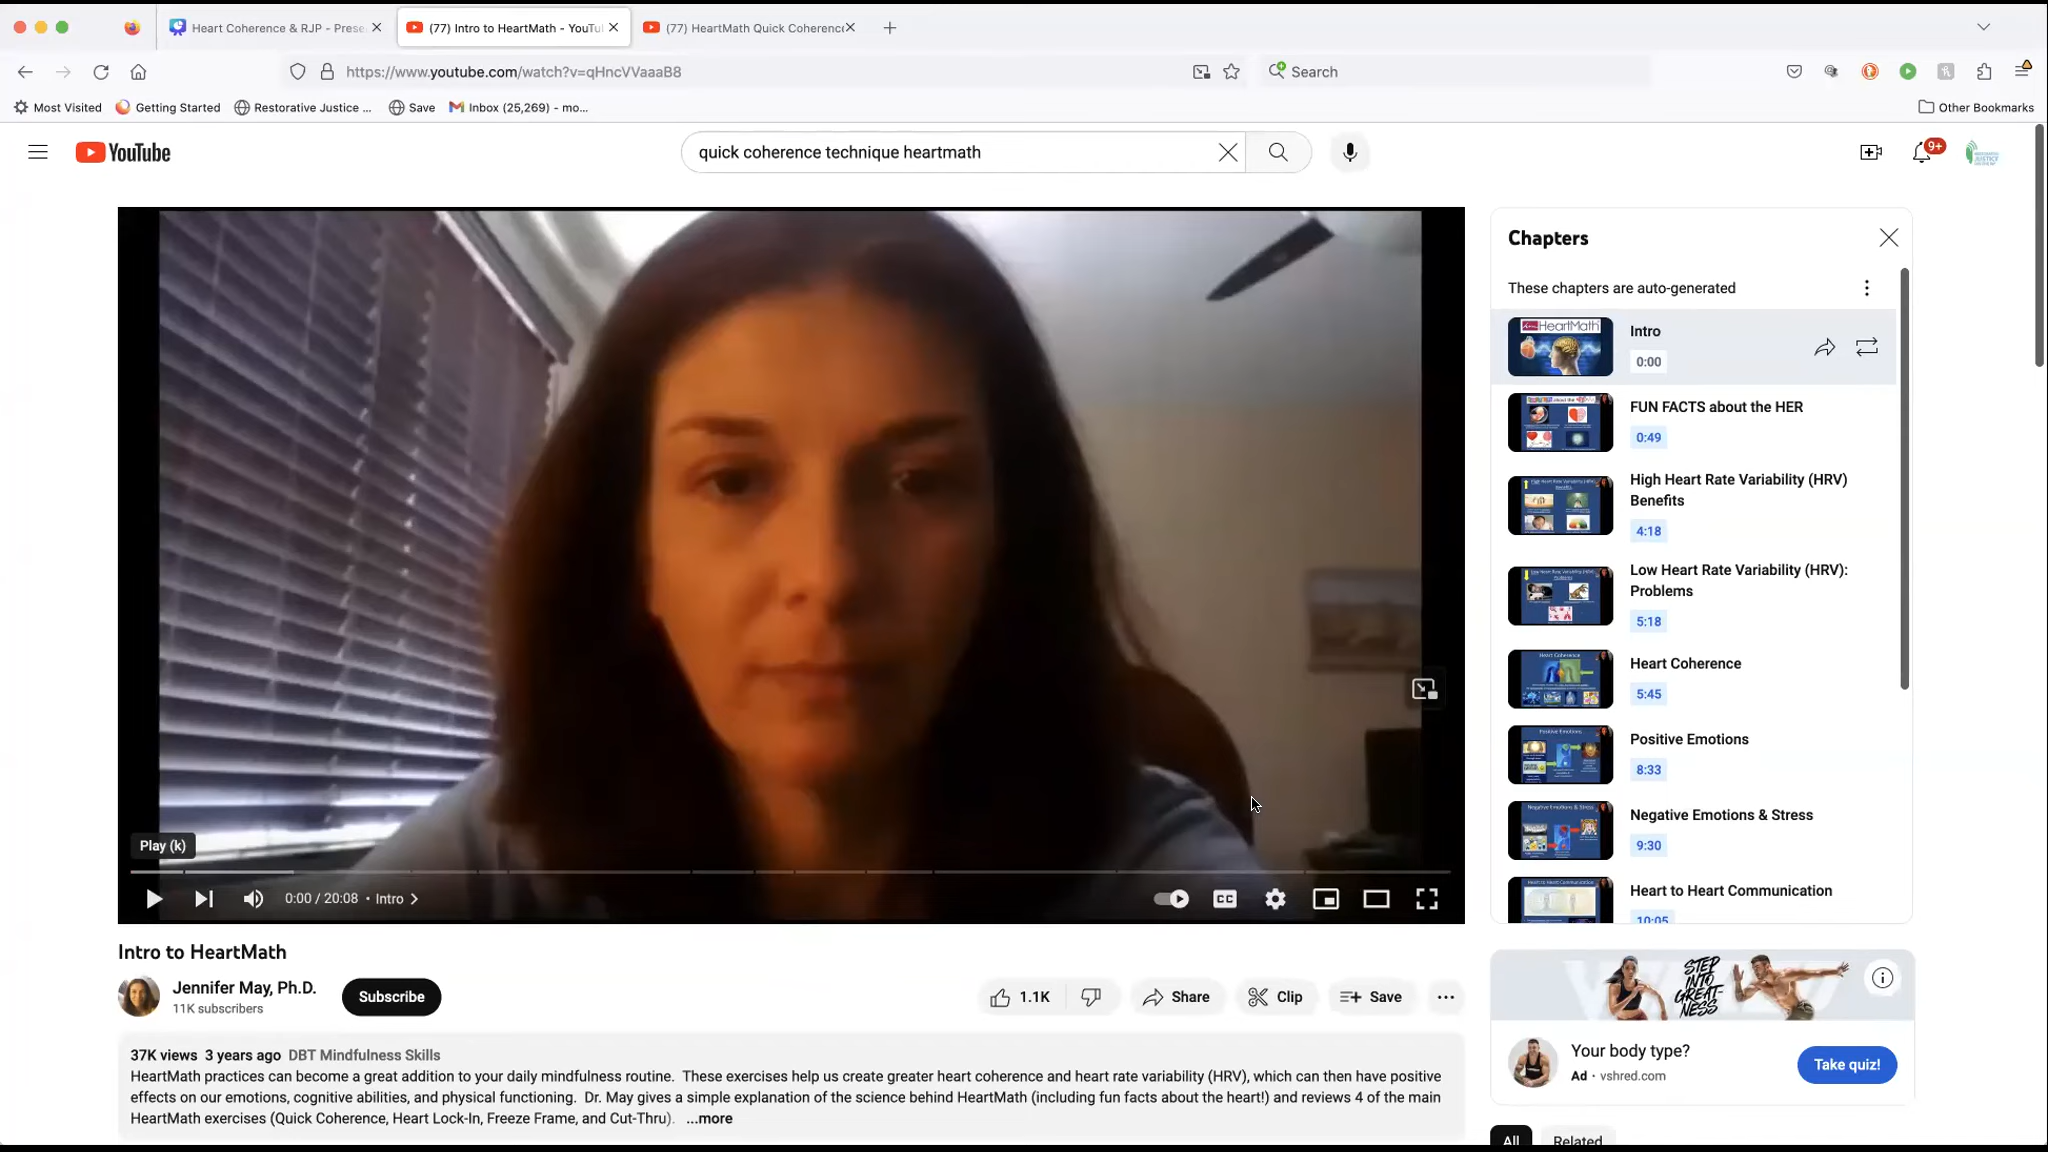 Heart Coherence & RJP - Prese
(77) Intro to HeartMath - YouTu
(77) HeartMath Quick Coherence
https://www.youtube.com/watch?v=qHncVVaaaB8
Search
Most Visited
Getting Started
Restorative Justice ...
Save
Inbox (25,269) - mo...
Other Bookmarks
YouTube
quick coherence technique heartmath
9+
Chapters
These chapters are auto-generated
HeartMath
Intro
0:00
FUN FACTS about the HER
0:49
High Heart Rate Variability (HRV)
Benefits
4:18
Low Heart Rate Variability (HRV):
Problems
5:18
Heart Coherence
5:45
Positive Emotions
8:33
Negative Emotions & Stress
9:30
Heart to Heart Communication
10:05
Play (k)
0:00 / 20:08 • Intro
CC
Intro to HeartMath
Jennifer May, Ph.D.
11K subscribers
Subscribe
1.1K
Share
Clip
Save
37K views 3 years ago DBT Mindfulness Skills
HeartMath practices can become a great addition to your daily mindfulness routine. These exercises help us create greater heart coherence and heart rate variability (HRV), which can then have positive
effects on our emotions, cognitive abilities, and physical functioning. Dr. May gives a simple explanation of the science behind HeartMath (including fun facts about the heart!) and reviews 4 of the main
HeartMath exercises (Quick Coherence, Heart Lock-In, Freeze Frame, and Cut-Thru). ...more
STEP
INTO
GREAT-
NESS
Your body type?
Ad • vshred.com
Take quiz!
All
Related